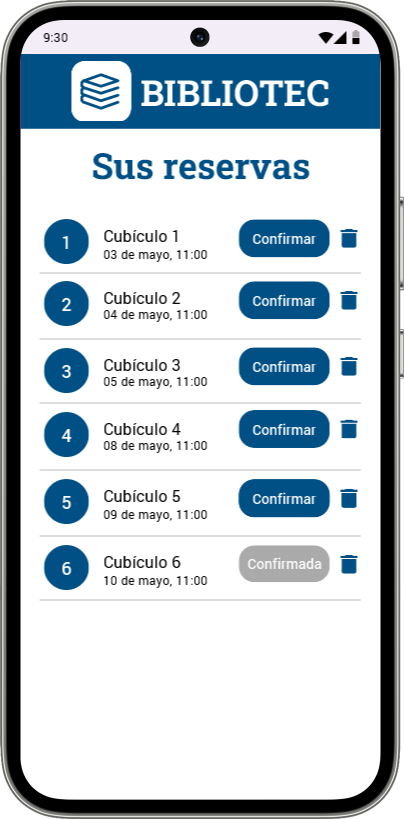 9:30
BIBLIOTEC
Sus reservas
1
Cubículo 1
03 de mayo, 11:00
Confirmar
2
Cubículo 2
04 de mayo, 11:00
Confirmar
3
Cubículo 3
05 de mayo, 11:00
Confirmar
4
Cubículo 4
08 de mayo, 11:00
Confirmar
5
Cubículo 5
09 de mayo, 11:00
Confirmar
6
Cubículo 6
10 de mayo, 11:00
Confirmada